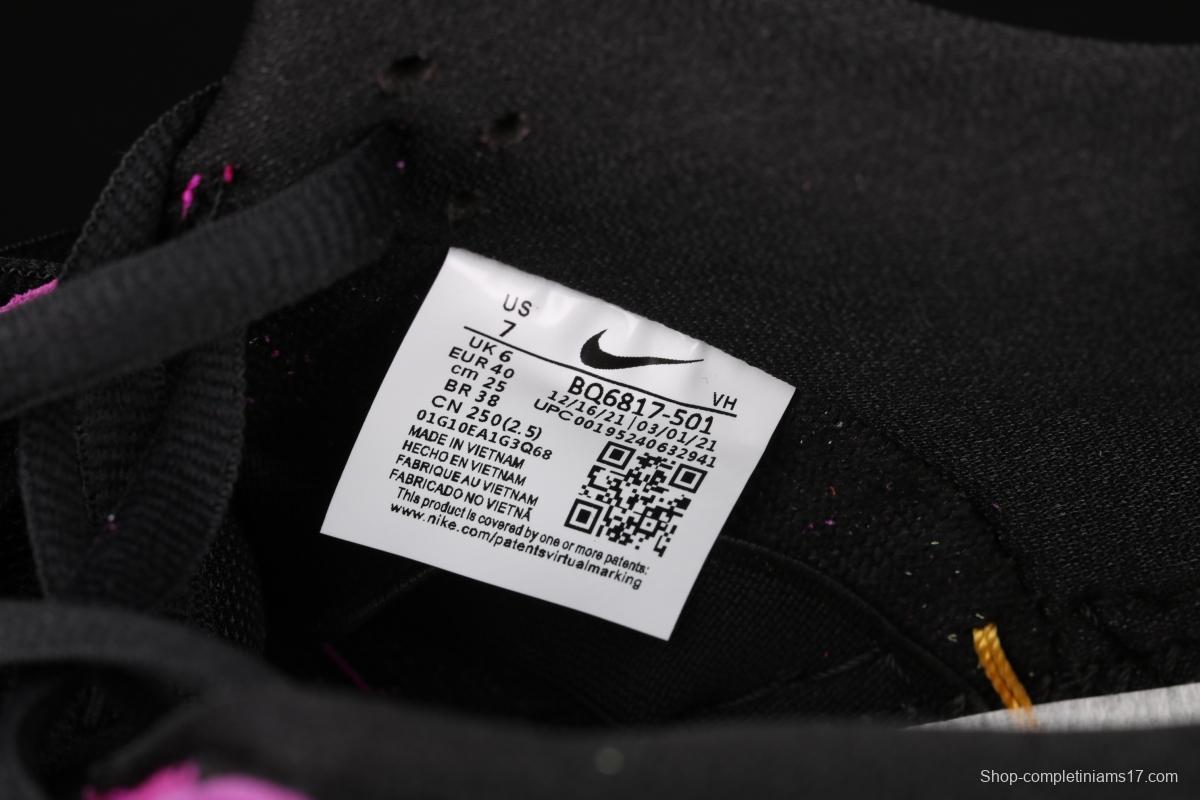 US
7
UK 6
EUR 40
cm 25
BR 38
CN 250(2.5)
01G10EA1G3Q68
BQ6817-501
VH
12/16/21 | 03/01/21
UPC00195240632941
MADE IN VIETNAM
HECHO EN VIETNAM
FABRIQUE AU VIETNAM
FABRICADO NO VIETNÃ
This product is covered by one or more patents:
www.nike.com/patentsvirtualmarking
Shop-completiniams17.com